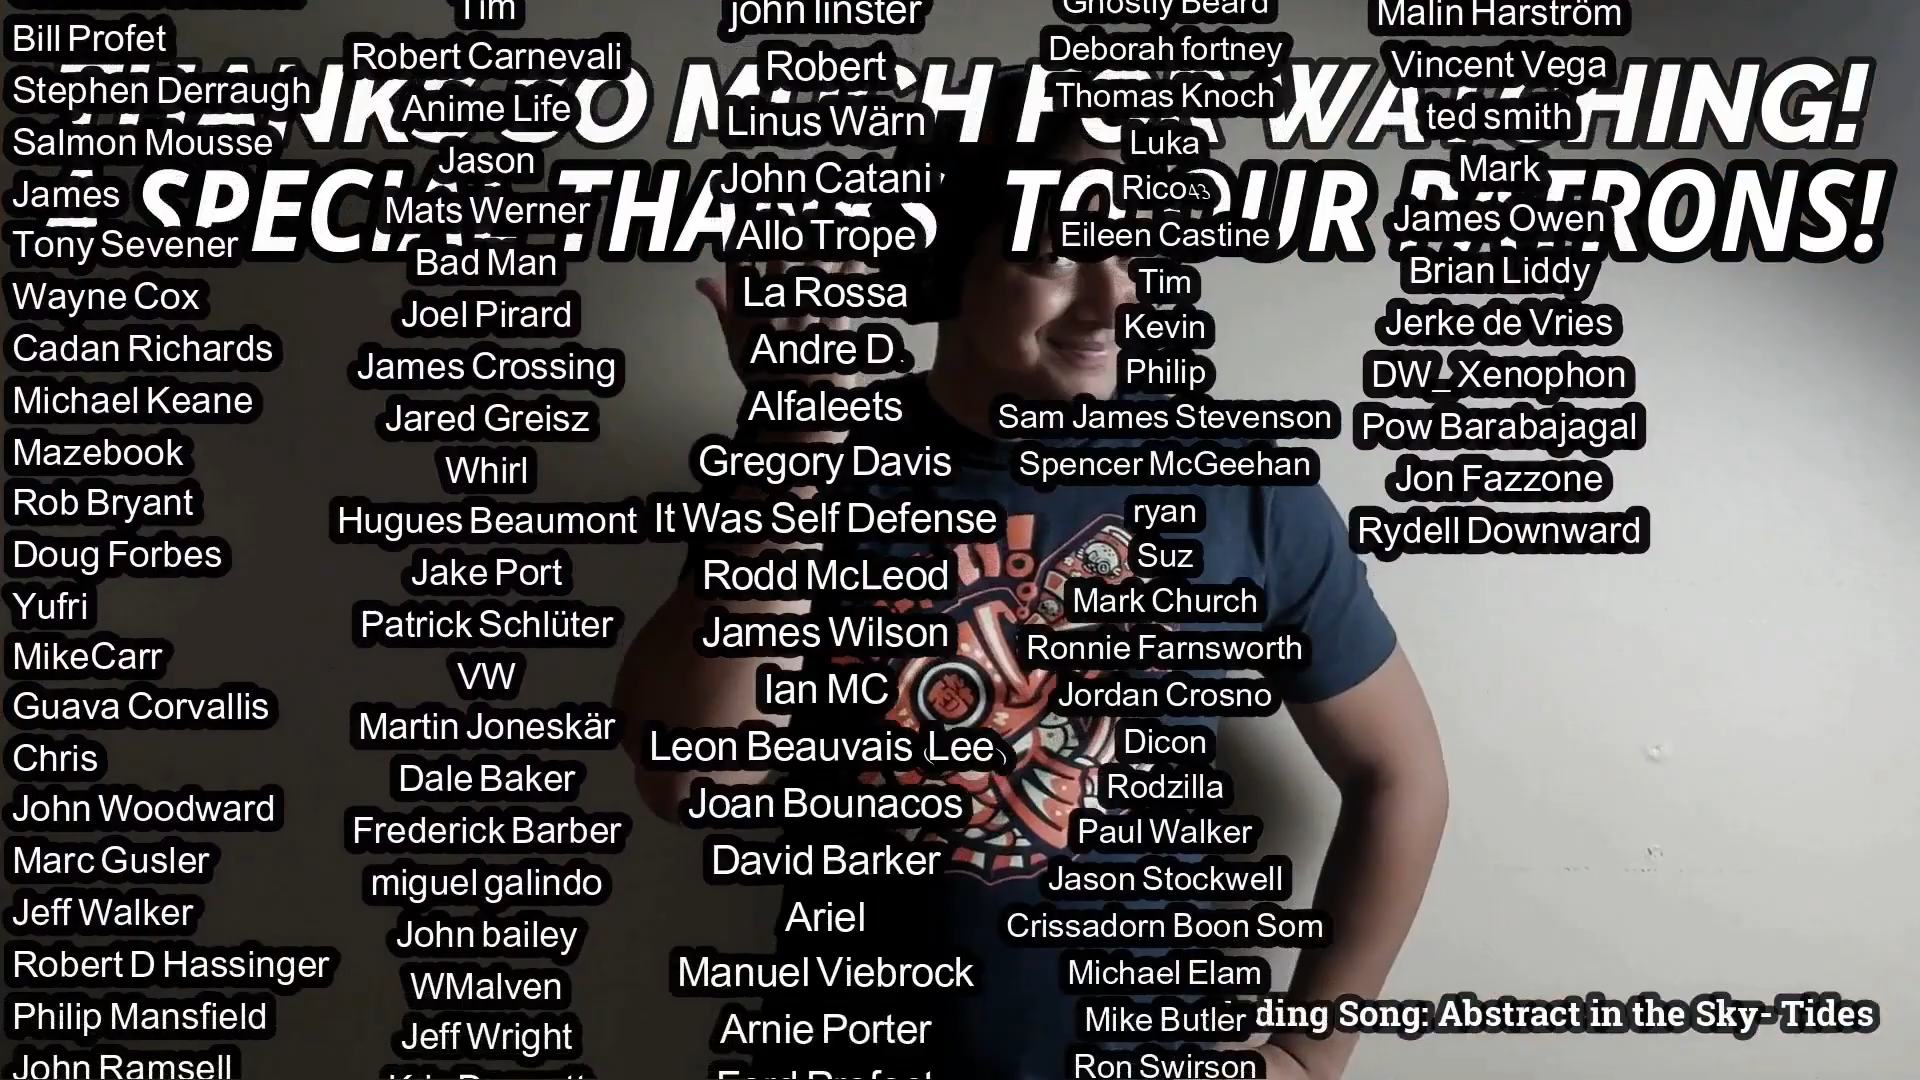 THANKS SO MUCH FOR WATCHING!
A SPECIAL THANKS TO OUR PATRONS!
Bill Profet
Stephen Derraugh
Salmon Mousse
James
Tony Sevener
Wayne Cox
Cadan Richards
Michael Keane
Mazebook
Rob Bryant
Doug Forbes
Yufri
MikeCarr
Guava Corvallis
Chris
John Woodward
Marc Gusler
Jeff Walker
Robert D Hassinger
Philip Mansfield
John Ramsell
Tim
Robert Carnevali
Anime Life
Jason
Mats Werner
Bad Man
Joel Pirard
James Crossing
Jared Greisz
Whirl
Hugues Beaumont
Jake Port
Patrick Schlüter
VW
Martin Joneskär
Dale Baker
Frederick Barber
miguel galindo
John bailey
WMalven
Jeff Wright
john linster
Robert
Linus Wärn
John Catani
Allo Trope
La Rossa
Andre D.
Alfaleets
Gregory Davis
It Was Self Defense
Rodd McLeod
James Wilson
Ian MC
Leon Beauvais (Lee)
Joan Bounacos
David Barker
Ariel
Manuel Viebrock
Arnie Porter
Ghostly Beard
Deborah fortney
Thomas Knoch
Luka
Rico43
Eileen Castine
Tim
Kevin
Philip
Sam James Stevenson
Spencer McGeehan
ryan
Suz
Mark Church
Ronnie Farnsworth
Jordan Crosno
Dicon
Rodzilla
Paul Walker
Jason Stockwell
Crissadorn Boon Som
Michael Elam
Mike Butler
Ron Swirson
Malin Harström
Vincent Vega
ted smith
Mark
James Owen
Brian Liddy
Jerke de Vries
DW_Xenophon
Pow Barabajagal
Jon Fazzone
Rydell Downward
ding Song: Abstract in the Sky- Tides